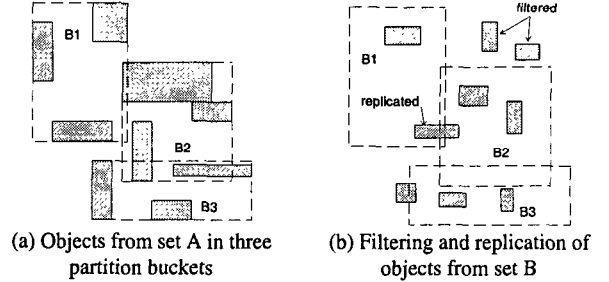 B1
B2
B3
(a) Objects from set A in three
partition buckets
filtered
B1
replicated
B2
B3
(b) Filtering and replication of
objects from set B